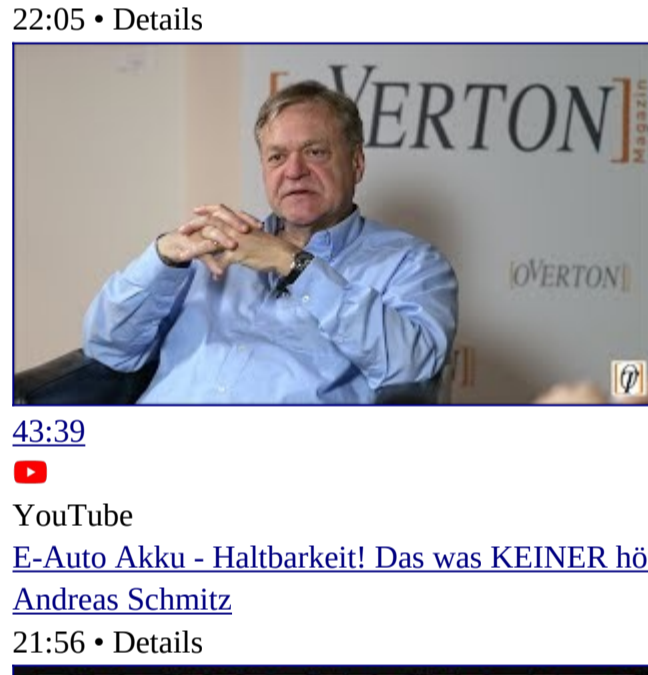 22:05 • Details
[OVERTON]
Magazin
[OVERTON]
43:39
YouTube
E-Auto Akku - Haltbarkeit! Das was KEINER hö
Andreas Schmitz
21:56 • Details